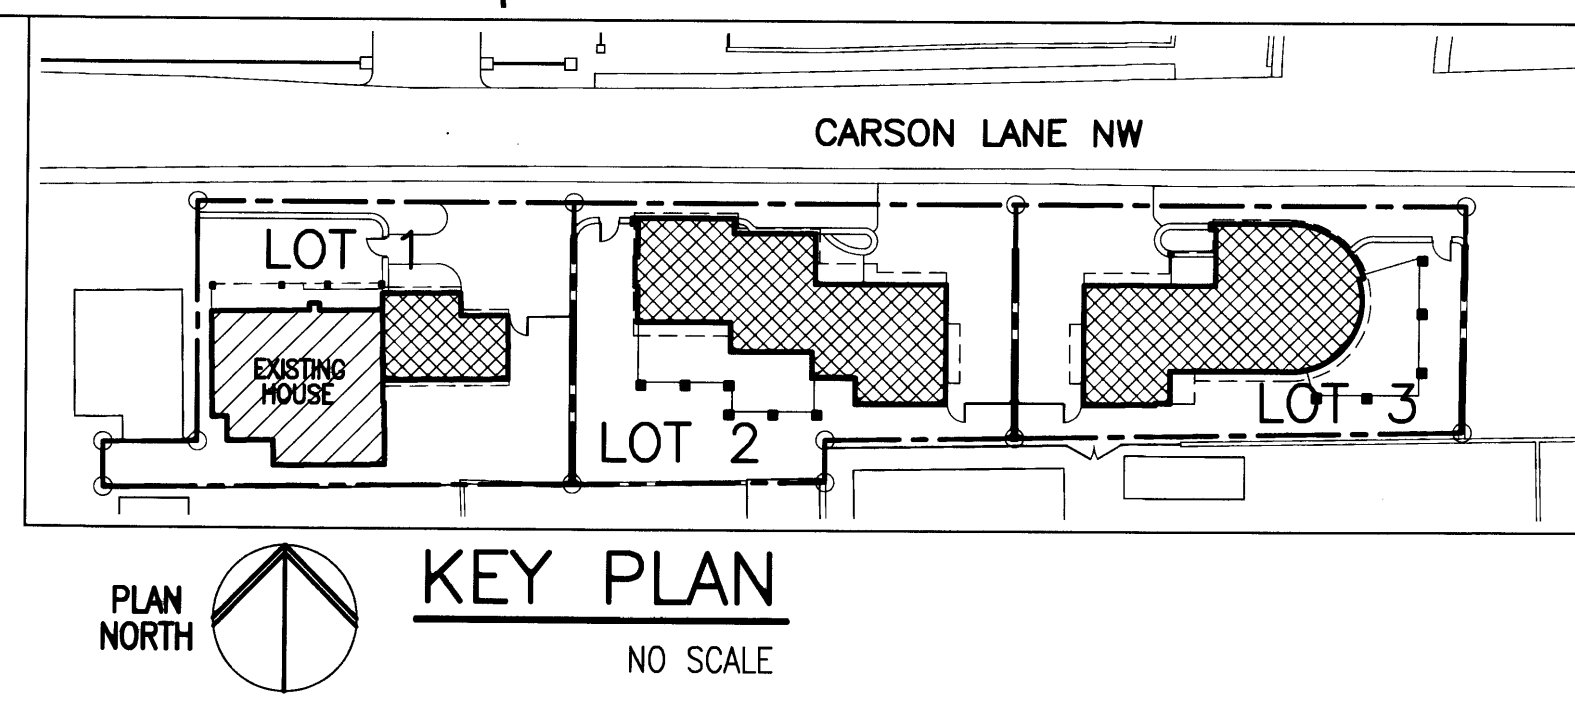 CARSON LANE NW
LOT 1
EXISTING
HOUSE
LOT 2
LOT 3
PLAN
NORTH
KEY PLAN
NO SCALE